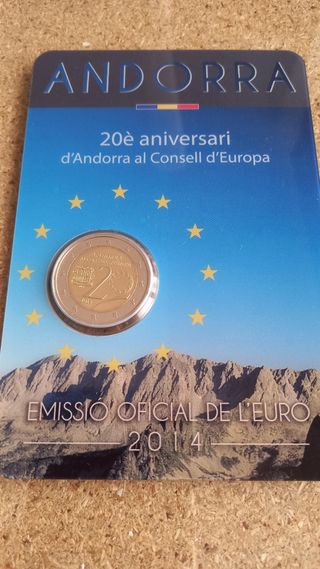 ANDORRA
20è aniversari
d'Andorra al Consell d'Europa
EMISSIÓ OFICIAL DE L'EURO
2014